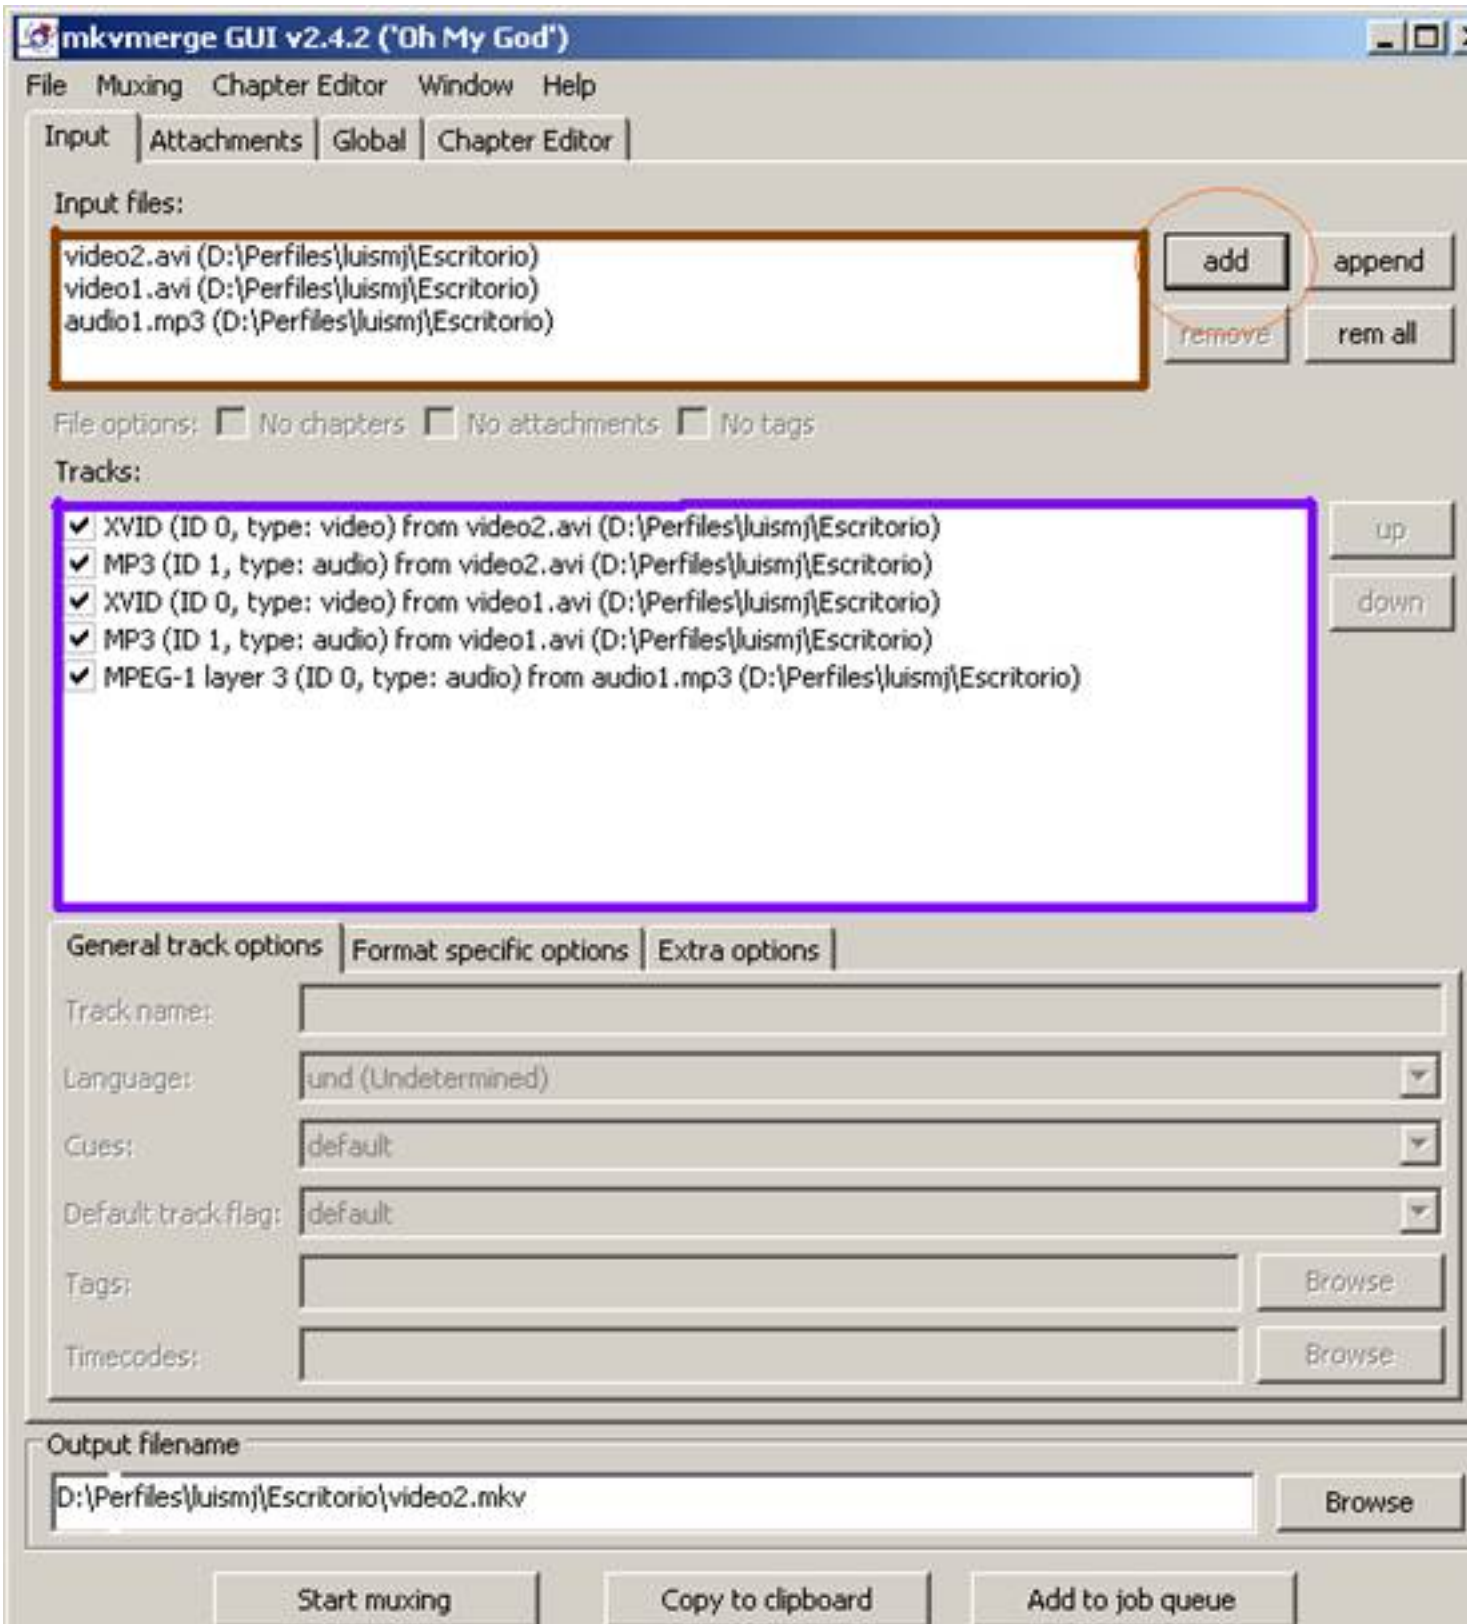 mkvmerge GUI v2.4.2 ('Oh My God')
File Muxing Chapter Editor Window Help
Input Attachments Global Chapter Editor
Input files:
video2.avi (D:\Perfiles\luismj\Escritorio)
video1.avi (D:\Perfiles\luismj\Escritorio)
audio1.mp3 (D:\Perfiles\luismj\Escritorio)
add append
remove rem all
File options: No chapters No attachments No tags
Tracks:
XVID (ID 0, type: video) from video2.avi (D:\Perfiles\luismj\Escritorio)
MP3 (ID 1, type: audio) from video2.avi (D:\Perfiles\luismj\Escritorio)
XVID (ID 0, type: video) from video1.avi (D:\Perfiles\luismj\Escritorio)
MP3 (ID 1, type: audio) from video1.avi (D:\Perfiles\luismj\Escritorio)
MPEG-1 layer 3 (ID 0, type: audio) from audio1.mp3 (D:\Perfiles\luismj\Escritorio)
up
down
General track options Format specific options Extra options
Track name:
Language: und (Undetermined)
Cues: default
Default track flag: default
Tags: Browse
Timecodes: Browse
Output filename
D:\Perfiles\luismj\Escritorio\video2.mkv Browse
Start muxing Copy to clipboard Add to job queue